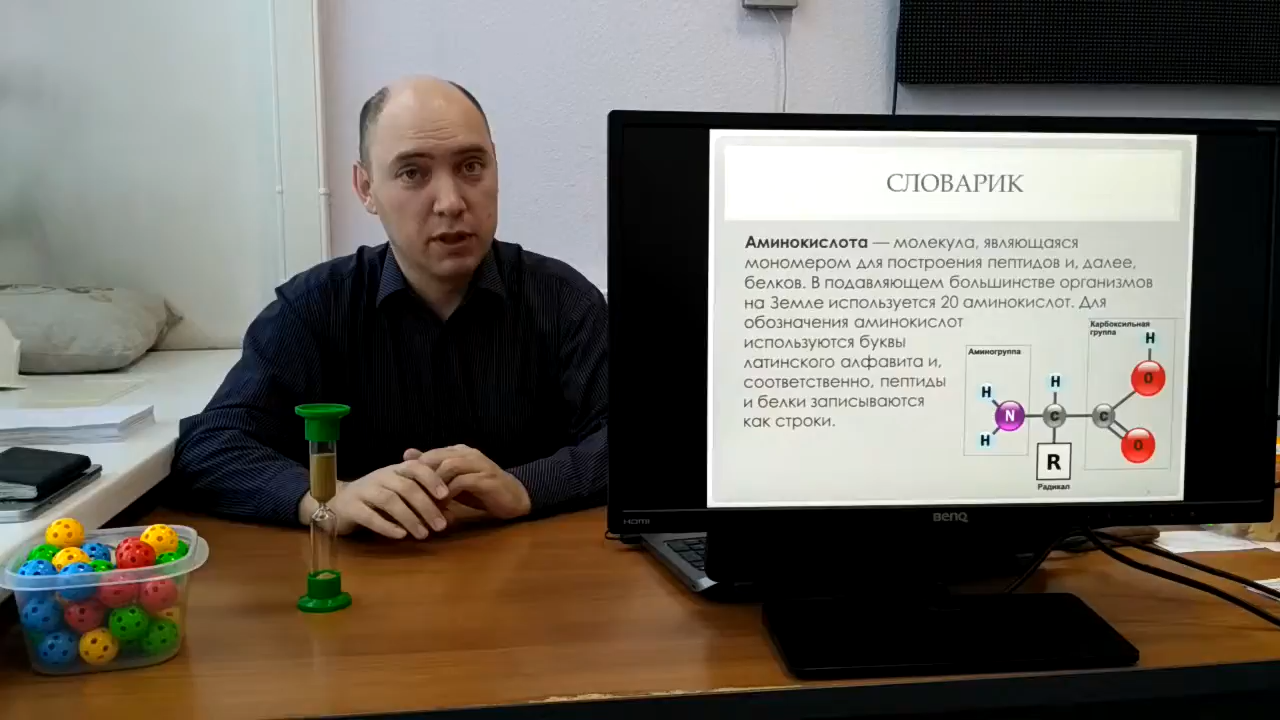 СЛОВАРИК
Аминокислота — молекула, являющаяся
мономером для построения пептидов и, далее,
белков. В подавляющем большинстве организмов
на Земле используется 20 аминокислот. Для
обозначения аминокислот
используются буквы
латинского алфавита и,
соответственно, пептиды
и белки записываются
как строки.
Аминогруппа
Карбоксильная
группа
H
H
H
O
N
C
C
H
O
R
Радикал
HDMI
BenQ